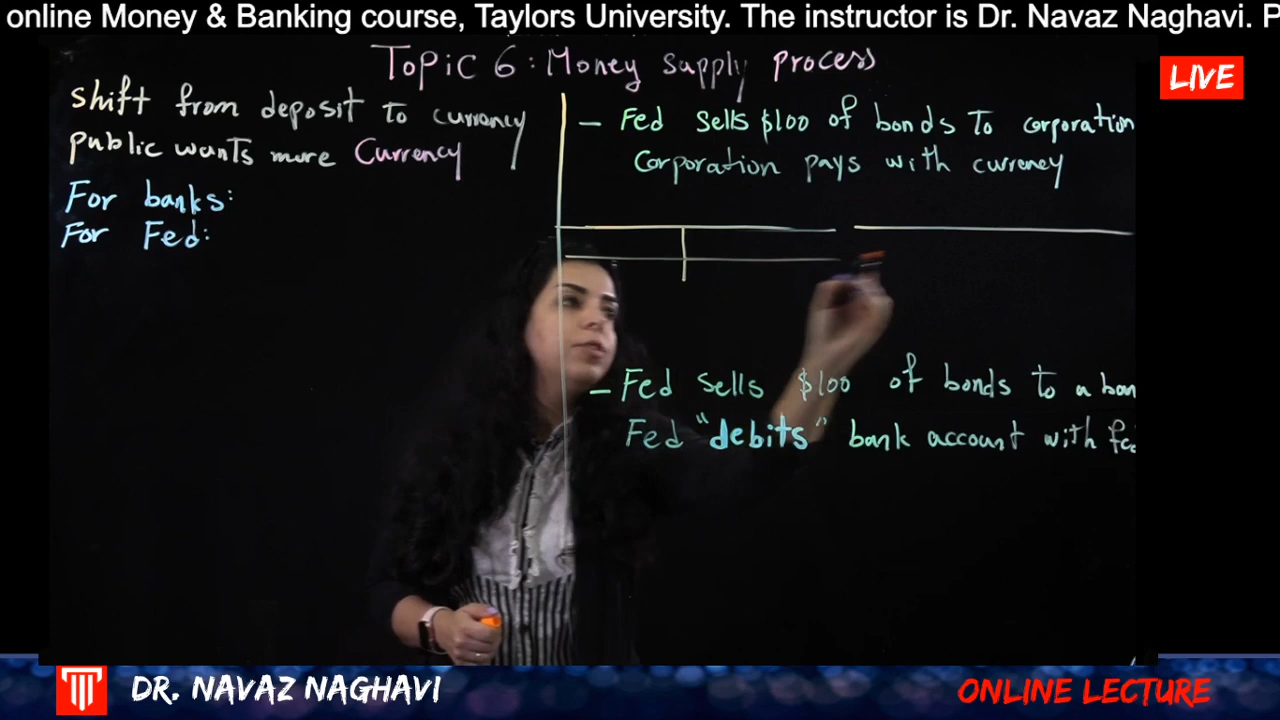 online Money & Banking course, Taylors University. The instructor is Dr. Navaz Naghavi. P
LIVE
Topic 6: Money supply process
shift from deposit to currency
public wants more Currency
For banks:
For Fed:
– Fed sells $100 of bonds to corporation
Corporation pays with currency
– Fed sells $100 of bonds to a ban
Fed "debits" bank account with fed
DR. NAVAZ NAGHAVI
ONLINE LECTURE